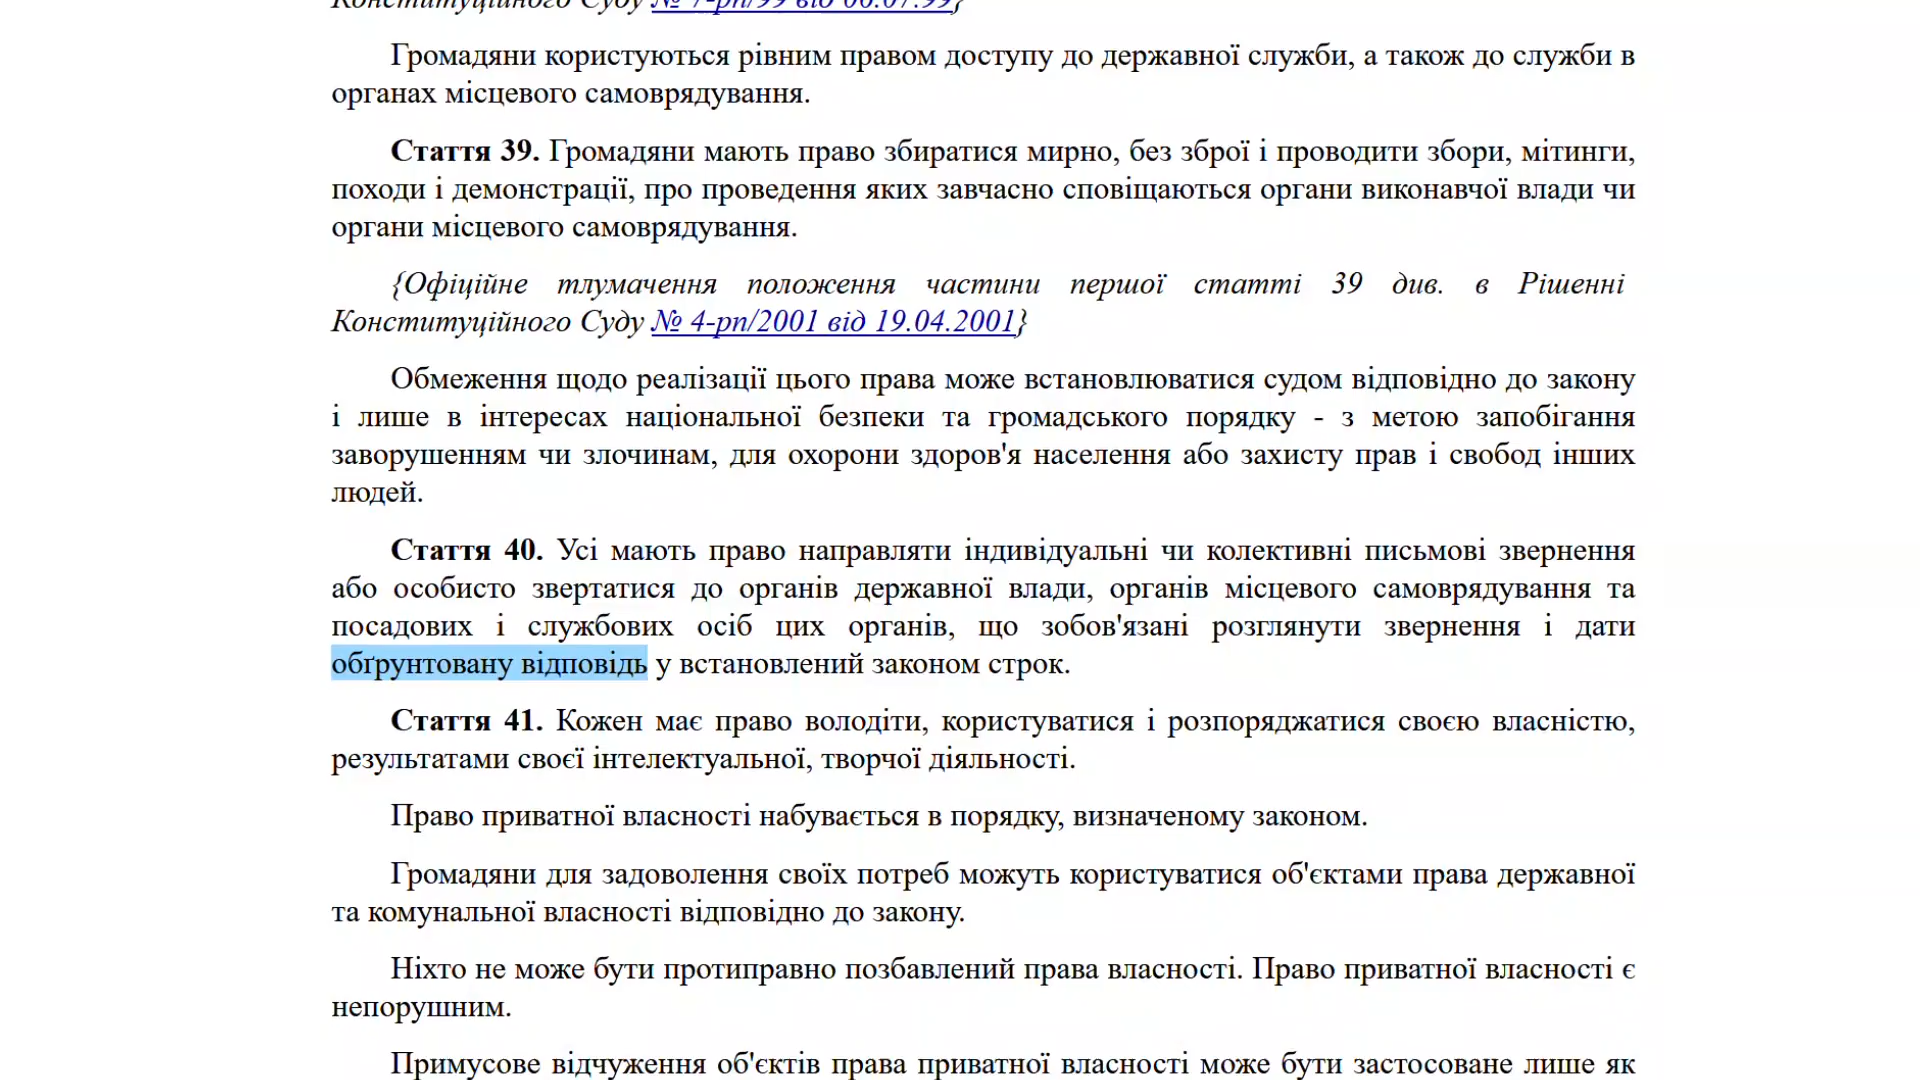 Конституційного Суду № 7-рп/99 від 06.07.99}
Громадяни користуються рівним правом доступу до державної служби, а також до служби в
органах місцевого самоврядування.
Стаття 39. Громадяни мають право збиратися мирно, без зброї і проводити збори, мітинги,
походи і демонстрації, про проведення яких завчасно сповіщаються органи виконавчої влади чи
органи місцевого самоврядування.
{Офіційне тлумачення положення частини першої статті 39 див. в Рішенні
Конституційного Суду № 4-рп/2001 від 19.04.2001}
Обмеження щодо реалізації цього права може встановлюватися судом відповідно до закону
і лише в інтересах національної безпеки та громадського порядку - з метою запобігання
заворушенням чи злочинам, для охорони здоров'я населення або захисту прав і свобод інших
людей.
Стаття 40. Усі мають право направляти індивідуальні чи колективні письмові звернення
або особисто звертатися до органів державної влади, органів місцевого самоврядування та
посадових і службових осіб цих органів, що зобов'язані розглянути звернення і дати
обґрунтовану відповідь у встановлений законом строк.
Стаття 41. Кожен має право володіти, користуватися і розпоряджатися своєю власністю,
результатами своєї інтелектуальної, творчої діяльності.
Право приватної власності набувається в порядку, визначеному законом.
Громадяни для задоволення своїх потреб можуть користуватися об'єктами права державної
та комунальної власності відповідно до закону.
Ніхто не може бути протиправно позбавлений права власності. Право приватної власності є
непорушним.
Примусове відчуження об'єктів права приватної власності може бути застосоване лише як